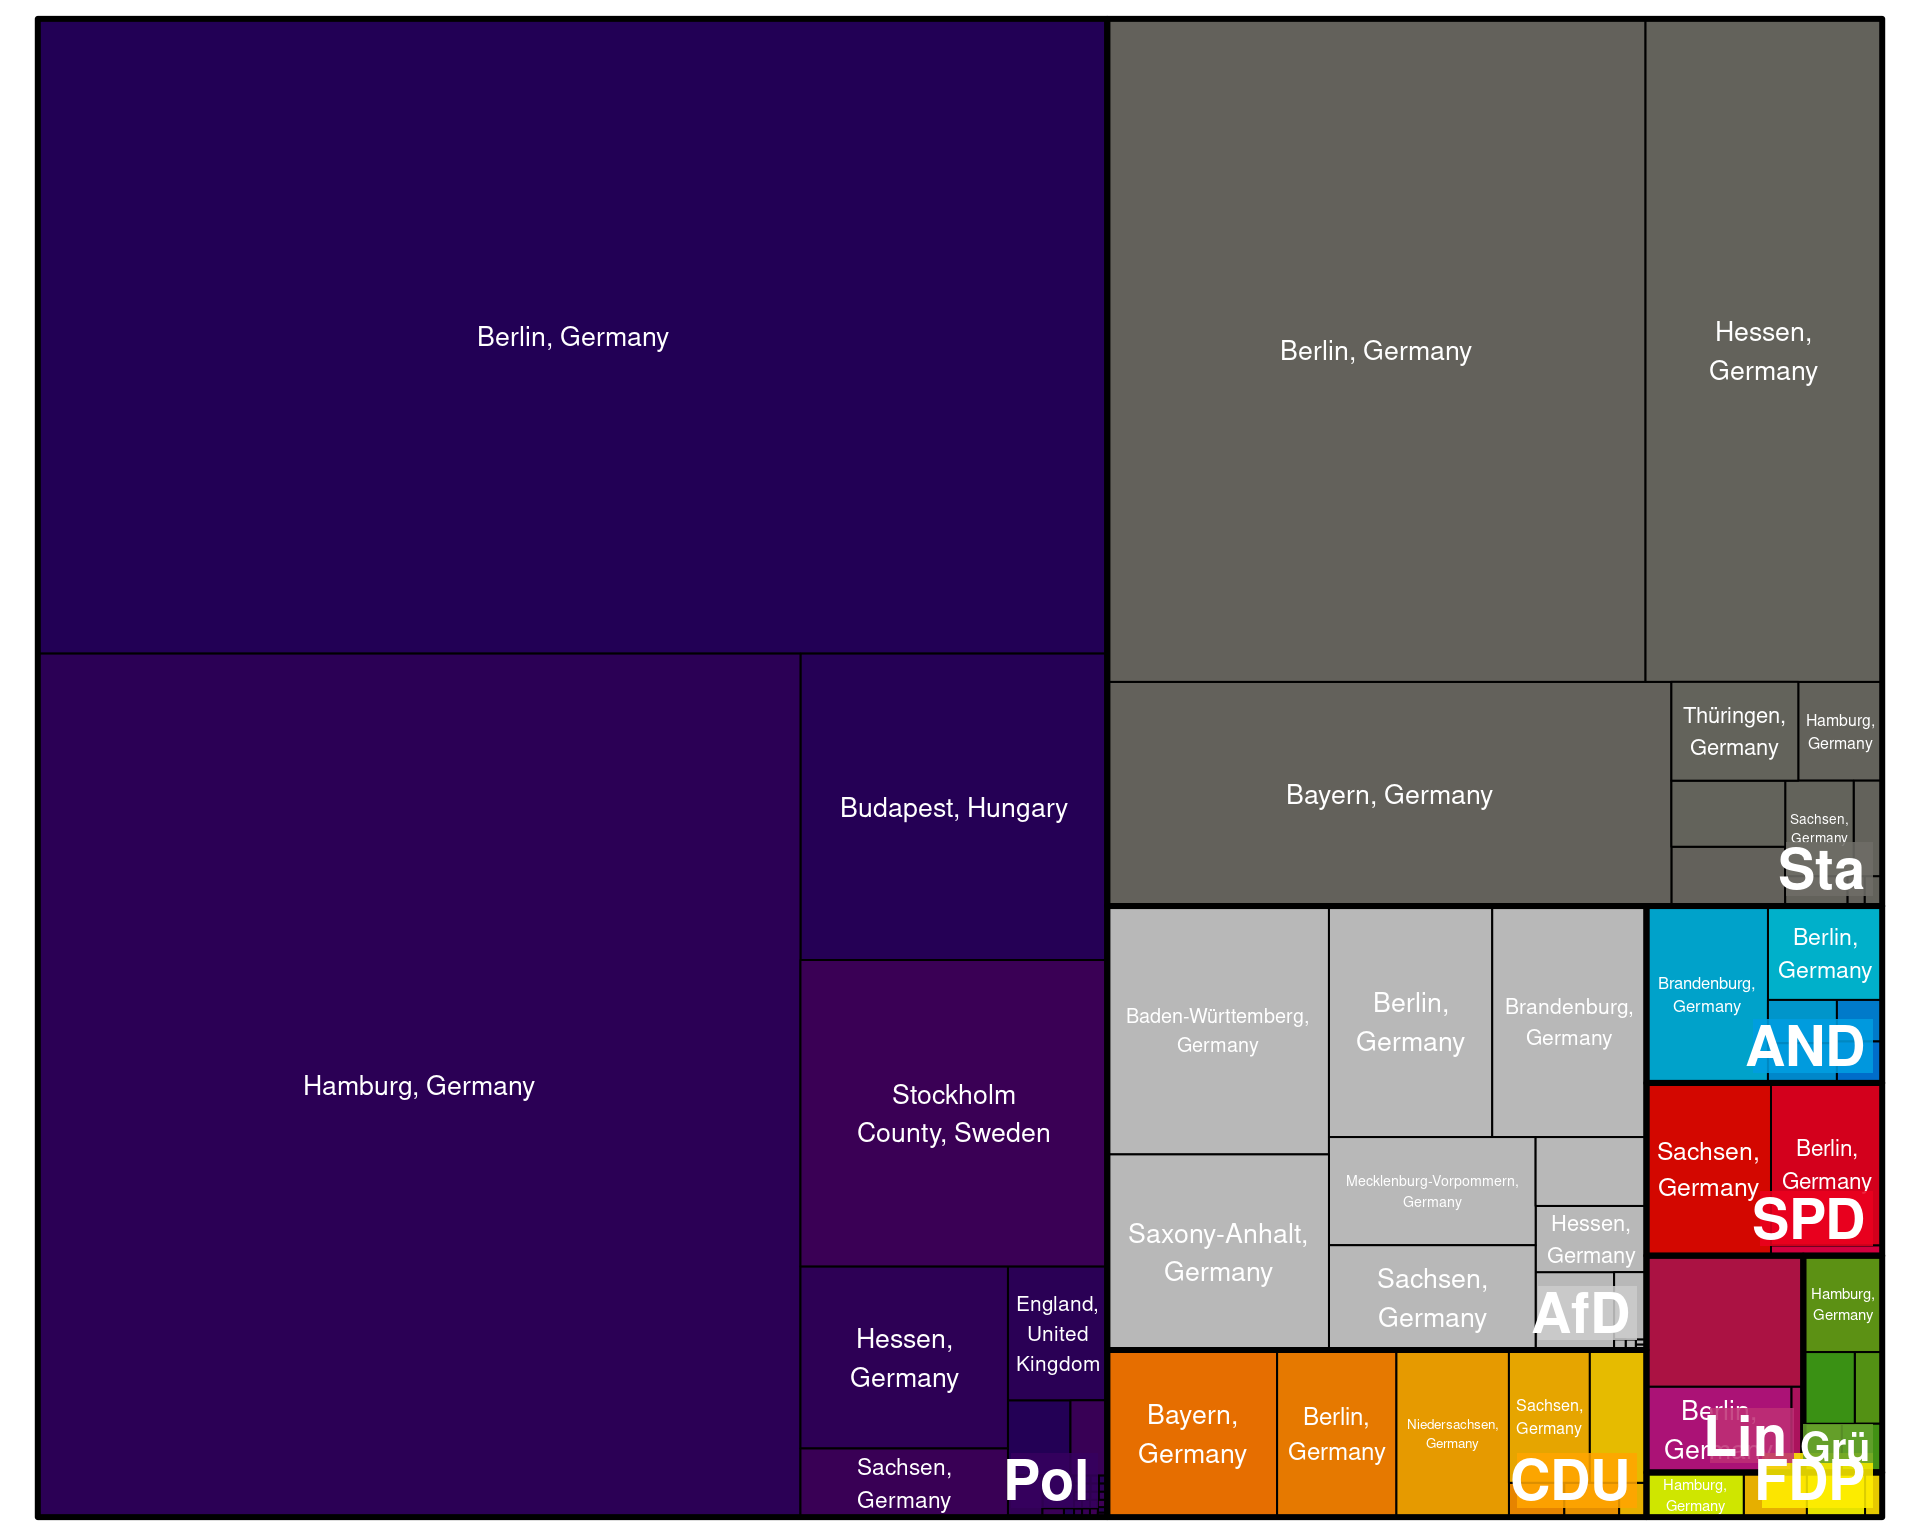 Berlin, Germany
Hamburg, Germany
Budapest, Hungary
Stockholm
County, Sweden
Hessen,
Germany
England,
United
Kingdom
Sachsen,
Germany
Pol
Berlin, Germany
Hessen,
Germany
Bayern, Germany
Thüringen,
Germany
Hamburg,
Germany
Sachsen,
Germany
Sta
Baden-Württemberg,
Germany
Berlin,
Germany
Brandenburg,
Germany
Saxony-Anhalt,
Germany
Mecklenburg-Vorpommern,
Germany
Sachsen,
Germany
Hessen,
Germany
AfD
Bayern,
Germany
Berlin,
Germany
Niedersachsen,
Germany
Sachsen,
Germany
CDU
Brandenburg,
Germany
Berlin,
Germany
AND
Sachsen,
Germany
Berlin,
Germany
SPD
Berlin,
Germany
Lin
Hamburg,
Germany
Grü
Hamburg,
Germany
FDP